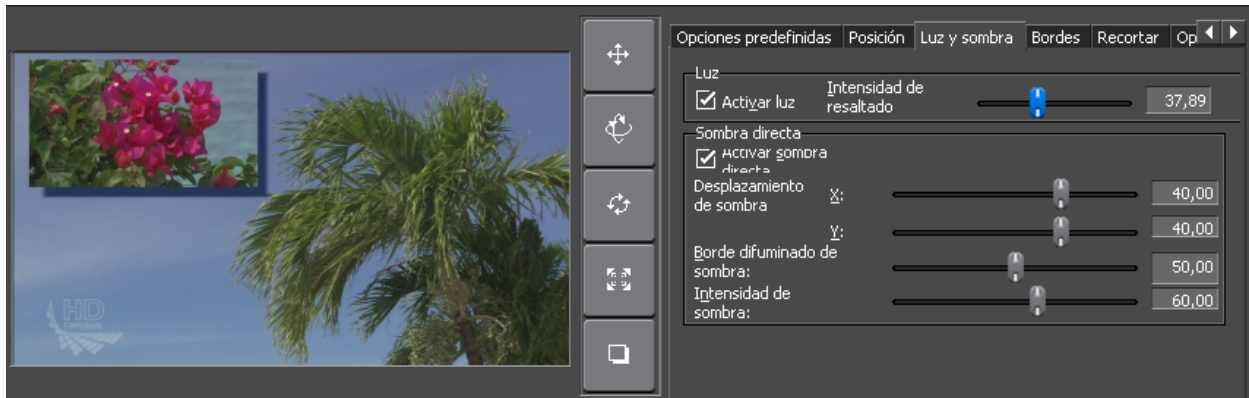 Opciones predefinidas Posición Luz y sombra Bordes Recortar Op
Luz
Activar luz
Intensidad de
resaltado
37,89
Sombra directa
Activar sombra
directa
Desplazamiento
de sombra
X:
40,00
Y:
40,00
Borde difuminado de
sombra:
50,00
Intensidad de
sombra:
60,00
HD
canopus